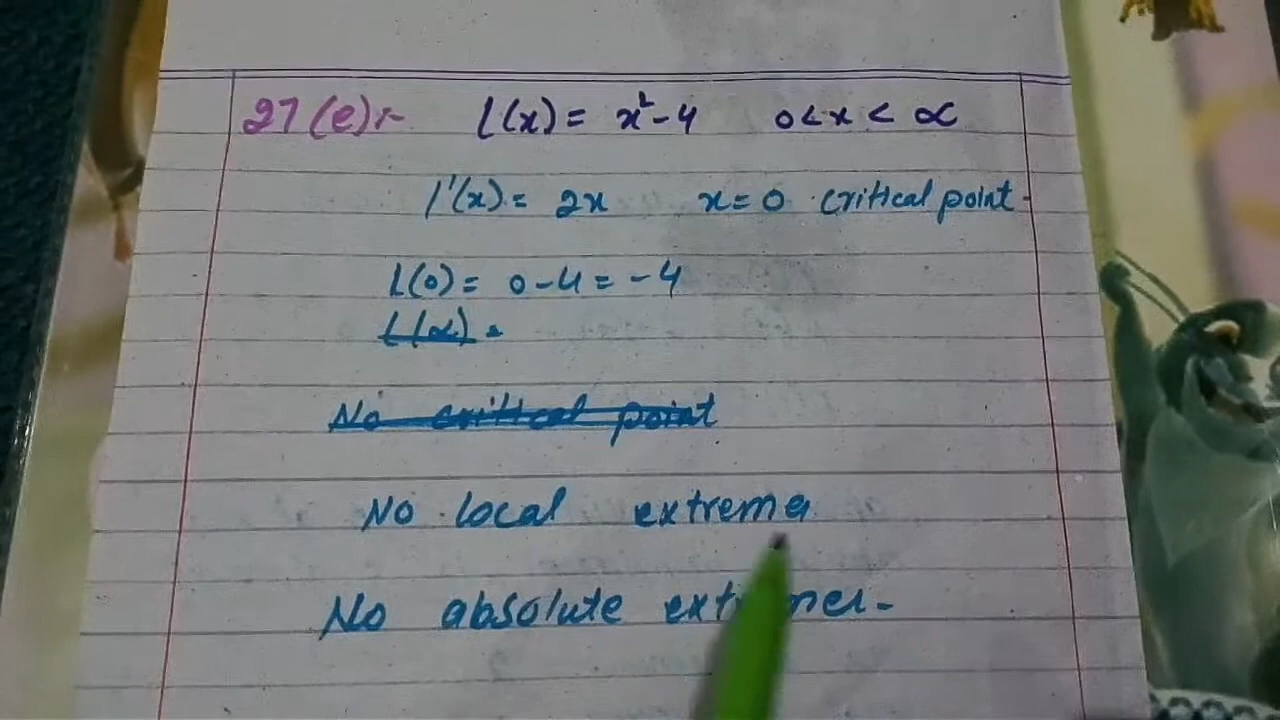 27(e):- l(x) = x²-4 0<x< ∝
l'(x) = 2x x=0 critical point.
l(0) = 0-4 = -4
l(∝) =
No critical point
No local extrema
No absolute